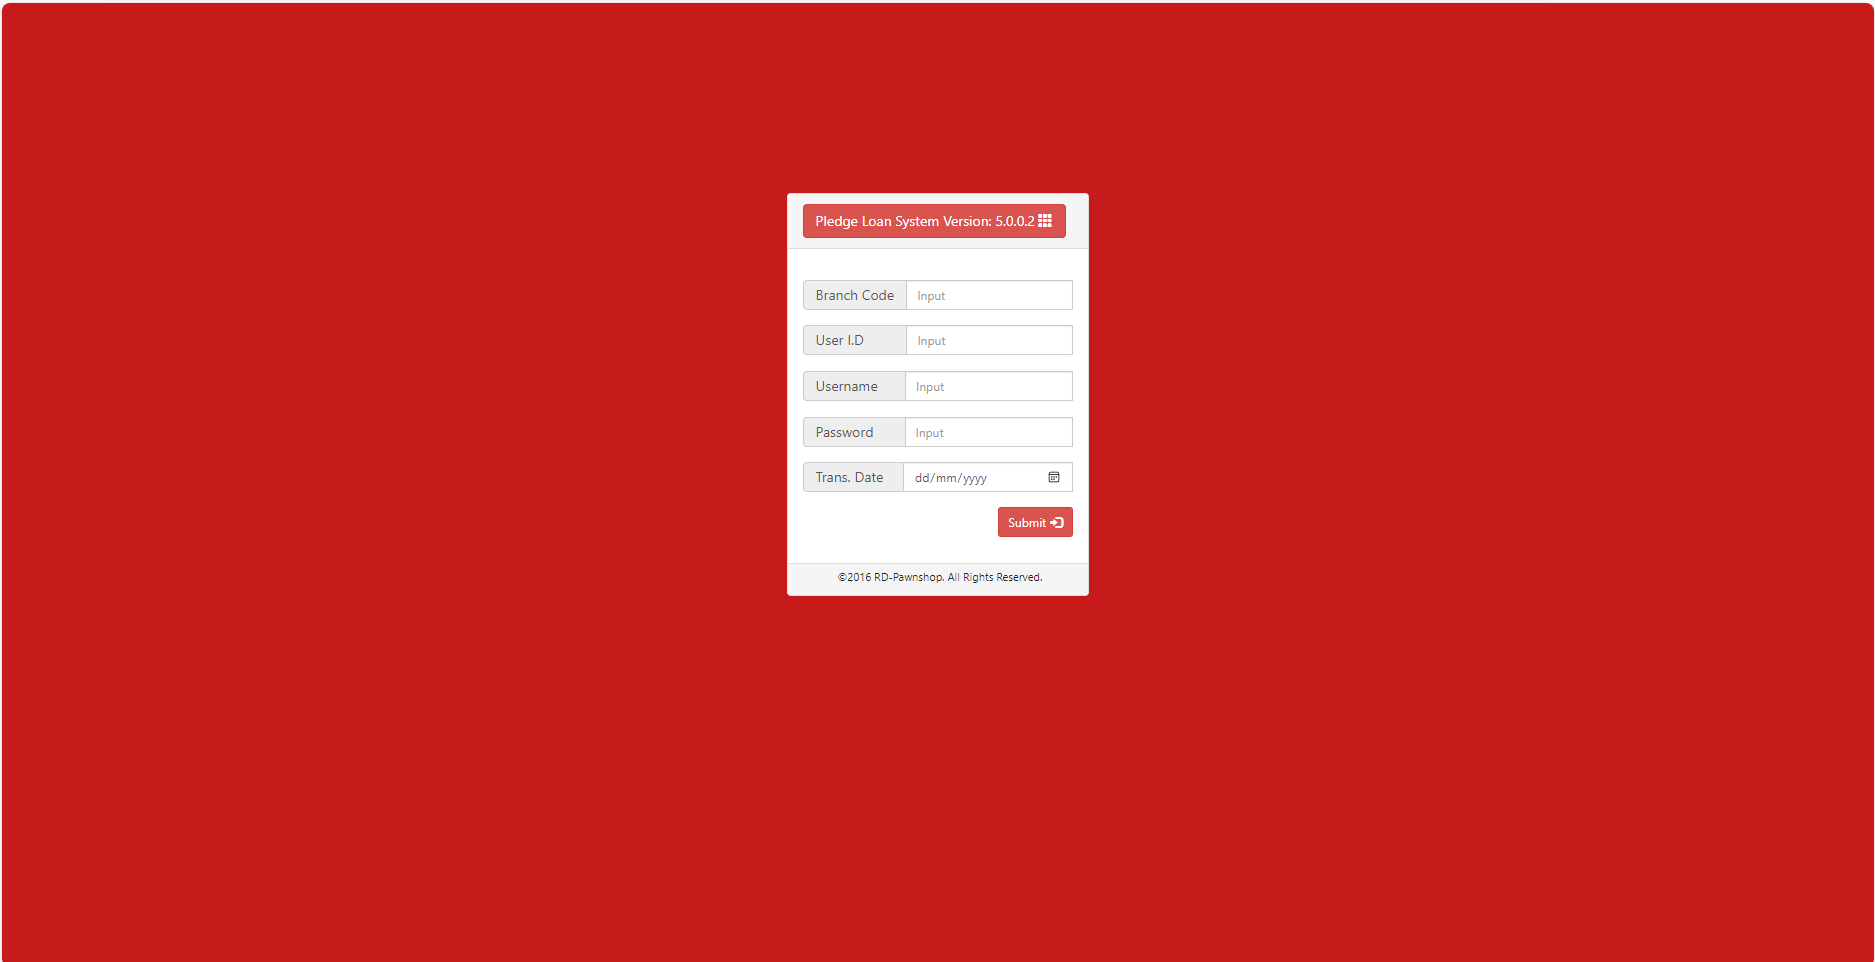 Pledge Loan System Version: 5.0.0.2
Branch Code Input
User I.D Input
Username Input
Password Input
Trans. Date dd/mm/yyyy
Submit
©2016 RD-Pawnshop. All Rights Reserved.